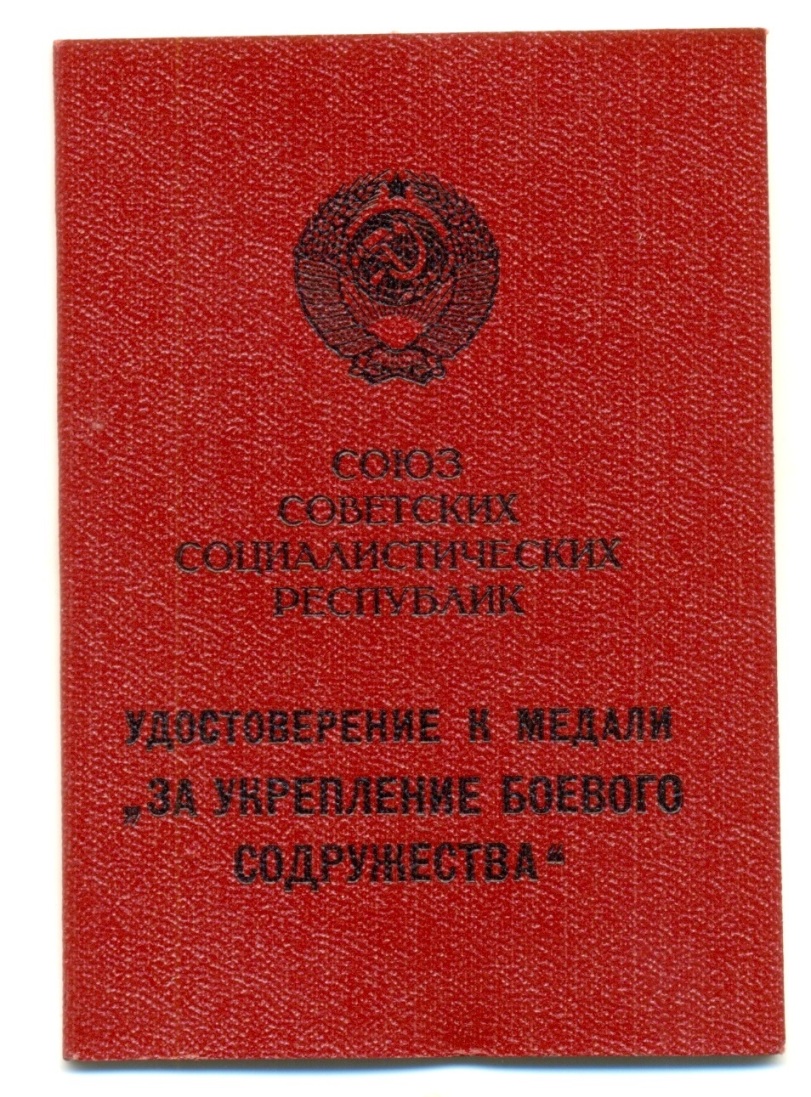 СОЮЗ
СОВЕТСКИХ
СОЦИАЛИСТИЧЕСКИХ
РЕСПУБЛИК
УДОСТОВЕРЕНИЕ К МЕДАЛИ
„ЗА УКРЕПЛЕНИЕ БОЕВОГО
СОДРУЖЕСТВА“